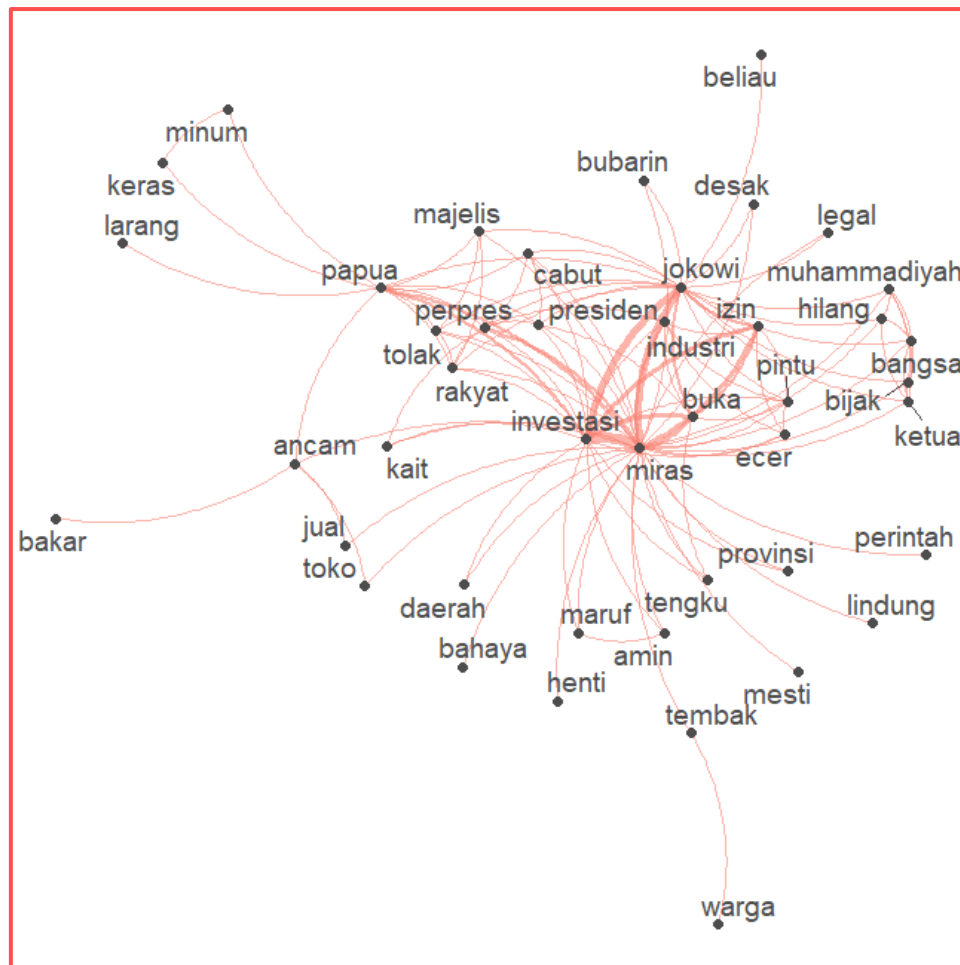 beliau
minum
bubarin
desak
keras
majelis
legal
larang
cabut
papua
jokowi
muhammadiyah
perpres
presiden
izin
hilang
tolak
industri
pintu
bangsa
rakyat
buka
bijak
investasi
ketua
ancam
kait
miras
ecer
jual
bakar
toko
provinsi
perintah
daerah
maruf
tengku
lindung
bahaya
amin
henti
mesti
tembak
warga